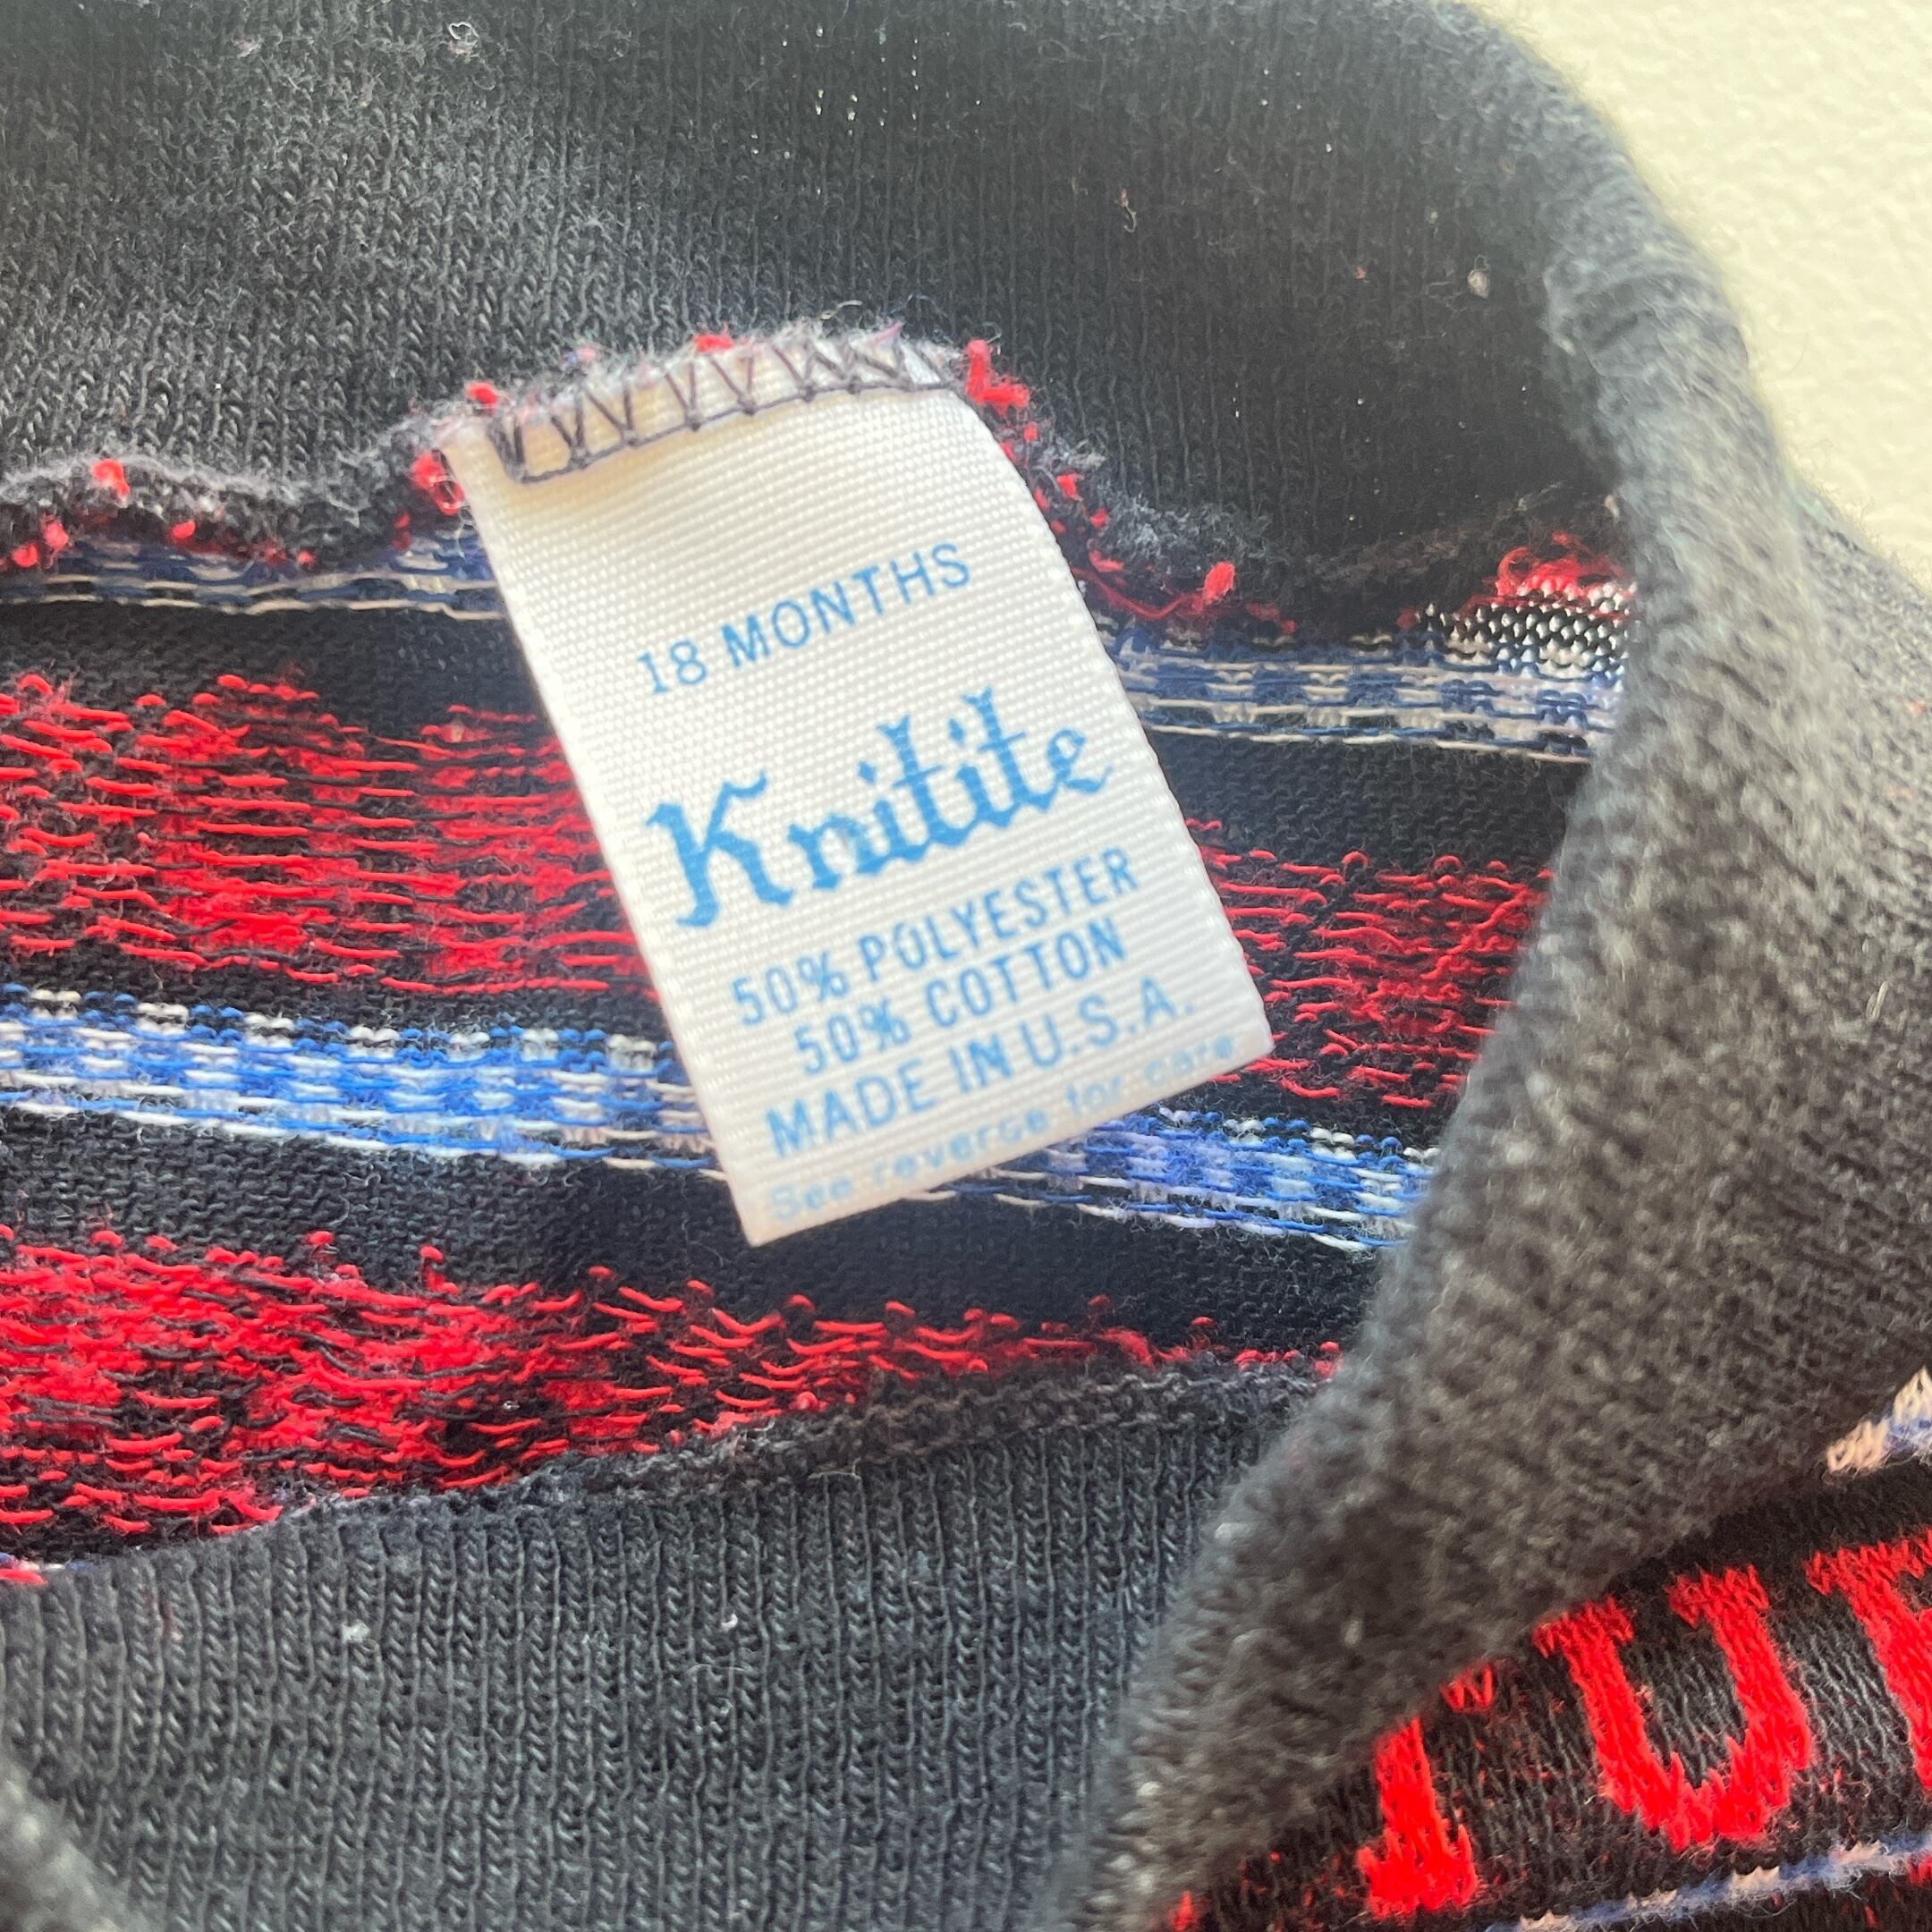 18 MONTHS
Knitite
50% POLYESTER
50% COTTON
MADE IN U.S.A.
See reverse for care